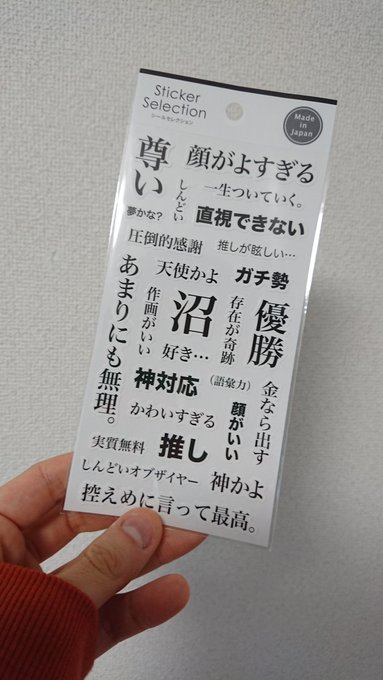 Sticker
Selection
シールセレクション
Made
in
Japan
尊い
顔がよすぎる
しんどい
一生ついていく。
夢かな?
直視できない
圧倒的感謝
推しが眩しい…
あまりにも無理。
天使かよ
ガチ勢
作画がいい
沼
存在が奇跡
優勝
好き…
神対応
（語彙力）
顔がいい
金なら出す
かわいすぎる
実質無料
推し
しんどいオブザイヤー
神かよ
控えめに言って最高。